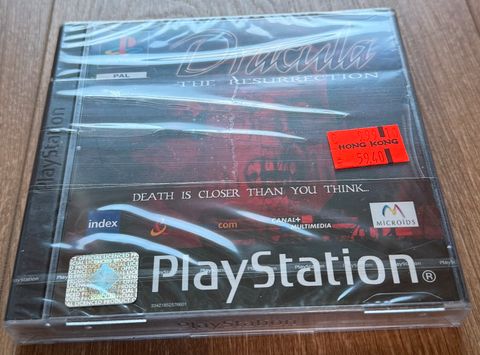 PAL
Dracula
THE RESURRECTION
HONG KONG
59.40
DEATH IS CLOSER THAN YOU THINK...
index
com
CANAL+
MULTIMEDIA
MICROÏDS
PlayStation®
PlayStation
PlayStation